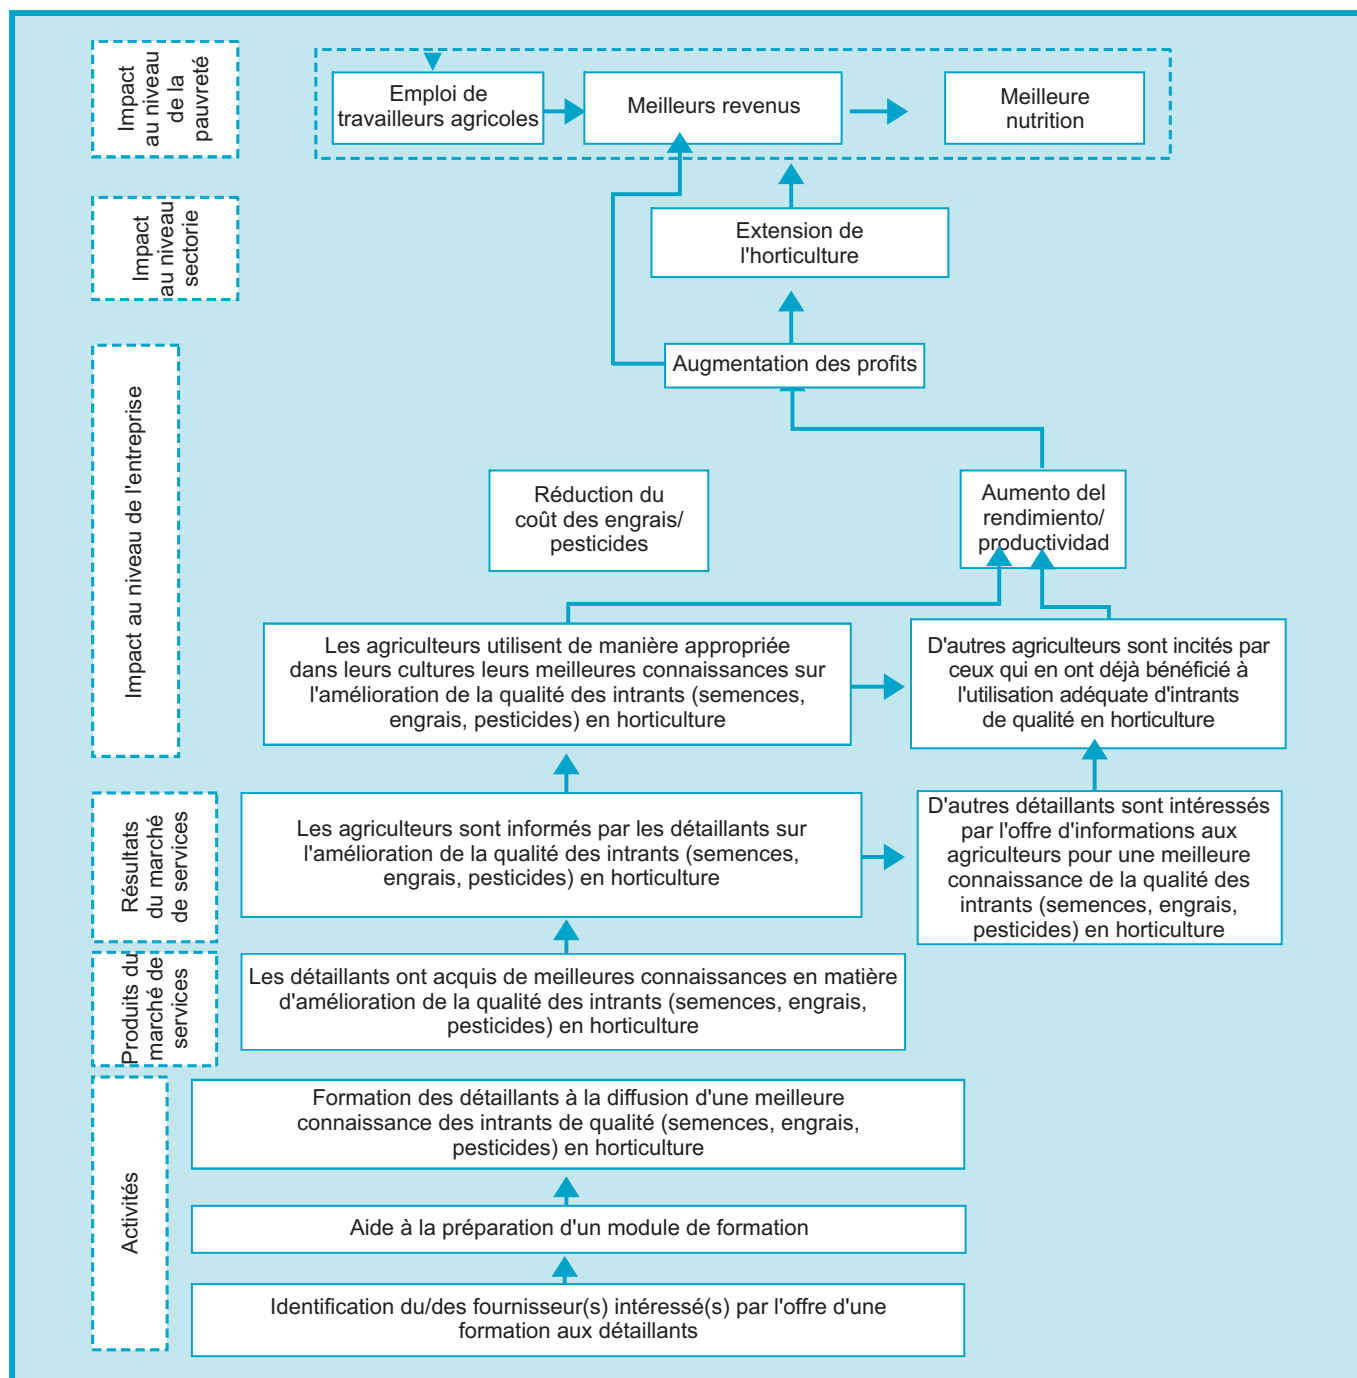 Impact
au niveau
de la
pauvreté
Emploi de
travailleurs agricoles
Meilleurs revenus
Meilleure
nutrition
Impact
au niveau
sectorie
Extension de
l'horticulture
Impact au niveau de l'entreprise
Augmentation des profits
Réduction du
coût des engrais/
pesticides
Aumento del
rendimiento/
productividad
Les agriculteurs utilisent de manière appropriée
dans leurs cultures leurs meilleures connaissances sur
l'amélioration de la qualité des intrants (semences,
engrais, pesticides) en horticulture
D'autres agriculteurs sont incités par
ceux qui en ont déjà bénéficié à
l'utilisation adéquate d'intrants
de qualité en horticulture
Résultats
du marché
de services
Les agriculteurs sont informés par les détaillants sur
l'amélioration de la qualité des intrants (semences,
engrais, pesticides) en horticulture
D'autres détaillants sont intéressés
par l'offre d'informations aux
agriculteurs pour une meilleure
connaissance de la qualité des
intrants (semences, engrais,
pesticides) en horticulture
Produits du
marché de
services
Les détaillants ont acquis de meilleures connaissances en matière
d'amélioration de la qualité des intrants (semences, engrais,
pesticides) en horticulture
Activités
Formation des détaillants à la diffusion d'une meilleure
connaissance des intrants de qualité (semences, engrais,
pesticides) en horticulture
Aide à la préparation d'un module de formation
Identification du/des fournisseur(s) intéressé(s) par l'offre d'une
formation aux détaillants